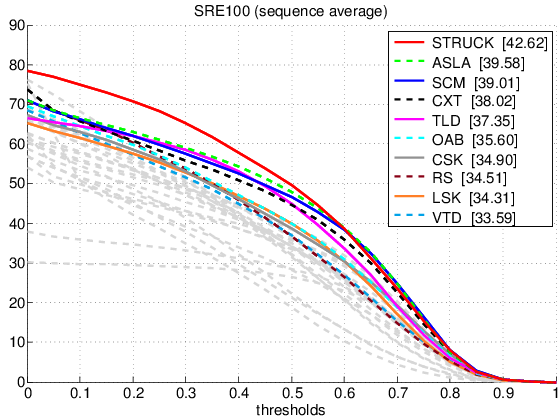 SRE100 (sequence average)
90
80
70
60
50
40
30
20
10
0
STRUCK [42.62]
ASLA [39.58]
SCM [39.01]
CXT [38.02]
TLD [37.35]
OAB [35.60]
CSK [34.90]
RS [34.51]
LSK [34.31]
VTD [33.59]
0 0.1 0.2 0.3 0.4 0.5 0.6 0.7 0.8 0.9 1
thresholds